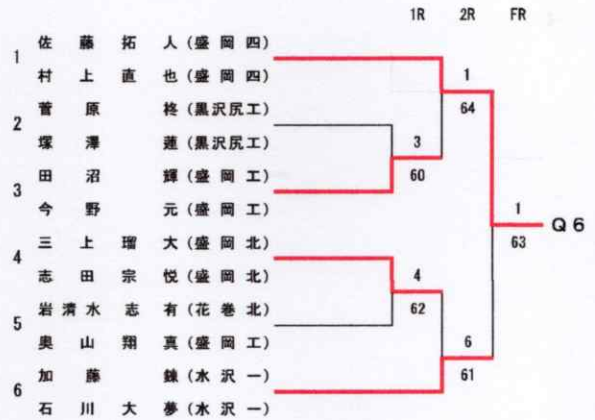 1R 2R FR
佐藤拓人(盛岡四)
1
村上直也(盛岡四)
1
64
菅原柊(黒沢尻工)
2
塚澤蓮(黒沢尻工)
3
60
田沼輝(盛岡工)
3
今野元(盛岡工)
1
63
Q6
三上瑠大(盛岡北)
4
志田宗悦(盛岡北)
4
62
岩清水志有(花巻北)
5
奥山翔真(盛岡工)
6
61
加藤錬(水沢一)
6
石川大夢(水沢一)